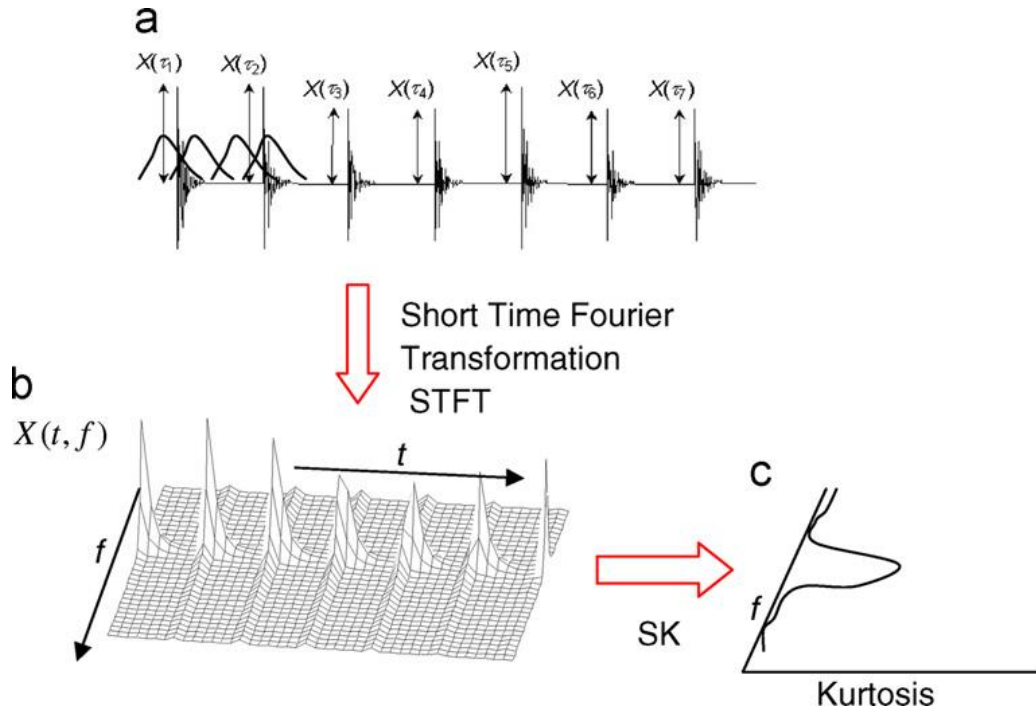 a
X(τ₁) X(τ₂) X(τ₃) X(τ₄) X(τ₅) X(τ₆) X(τ₇)
Short Time Fourier
Transformation
STFT
b
X(t, f)
t
f
SK
c
f
Kurtosis